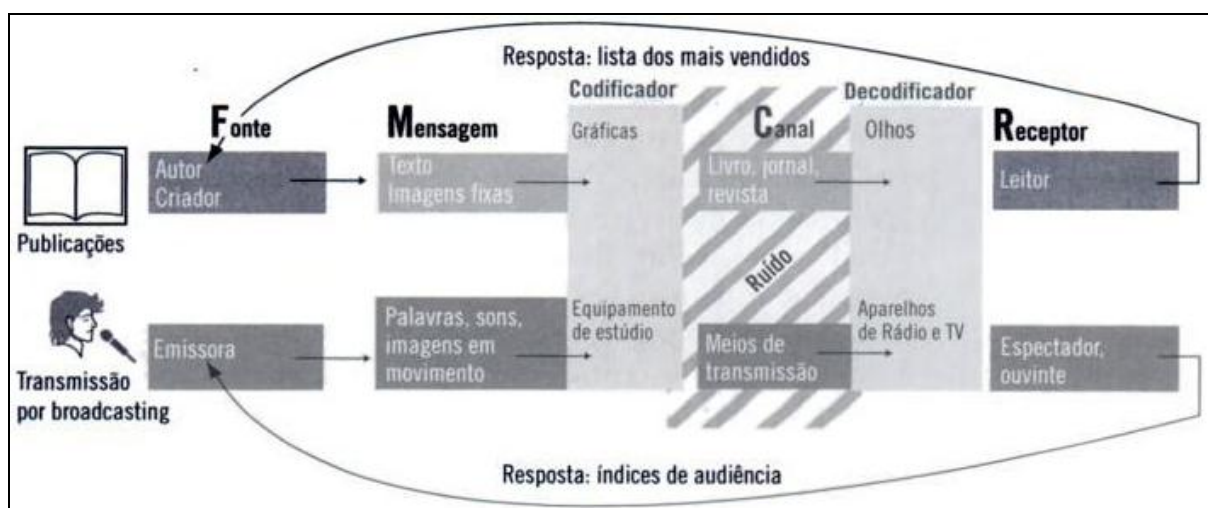 Resposta: lista dos mais vendidos
Codificador
Decodificador
Fonte
Mensagem
Canal
Receptor
Gráficas
Olhos
Autor
Criador
Texto
Imagens fixas
Livro, jornal,
revista
Leitor
Publicações
Ruído
Equipamento
de estúdio
Aparelhos
de Rádio e TV
Emissora
Palavras, sons,
imagens em
movimento
Meios de
transmissão
Espectador,
ouvinte
Transmissão
por broadcasting
Resposta: índices de audiência